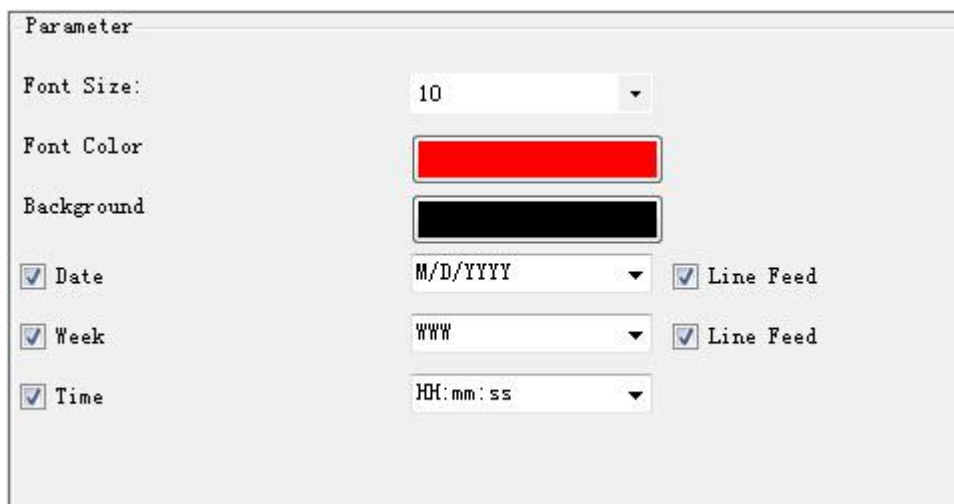 Parameter
Font Size: 10
Font Color
Background
Date M/D/YYYY Line Feed
Week WWW Line Feed
Time HH:mm:ss